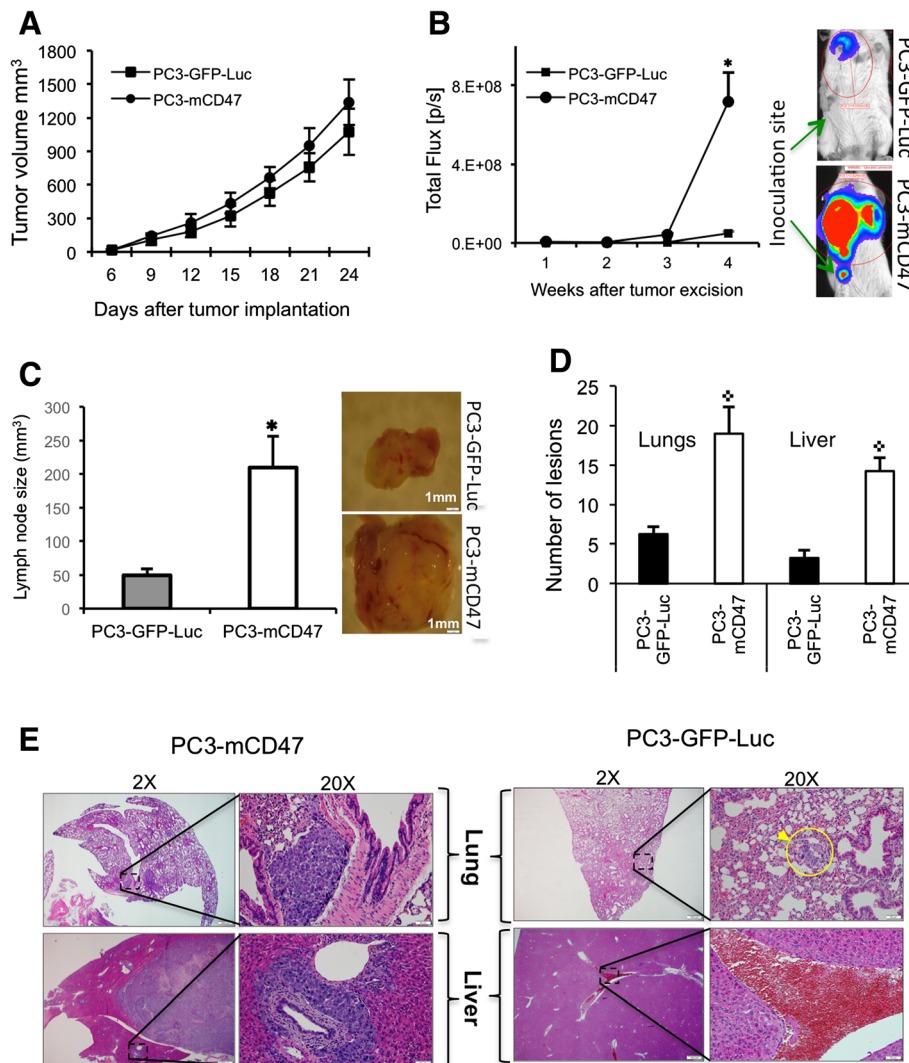 A
Tumor volume mm³
1800
1500
1200
900
600
300
0
PC3-GFP-Luc
PC3-mCD47
6 9 12 15 18 21 24
Days after tumor implantation
B
Total Flux [p/s]
8.E+08
4.E+08
0.E+00
PC3-GFP-Luc
PC3-mCD47
*
1 2 3 4
Weeks after tumor excision
Inoculation site
PC3-GFP-Luc
PC3-mCD47
C
Lymph node size (mm³)
300
250
200
150
100
50
0
*
PC3-GFP-Luc PC3-mCD47
1mm
PC3-GFP-Luc
1mm
PC3-mCD47
D
Number of lesions
25
20
15
10
5
0
Lungs Liver
PC3-
GFP-Luc
PC3-
mCD47
PC3-
GFP-Luc
PC3-
mCD47
E
PC3-mCD47
2X 20X
Lung
Liver
PC3-GFP-Luc
2X 20X